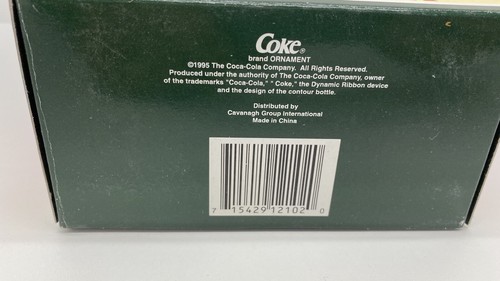 Coke®
brand ORNAMENT
©1995 The Coca-Cola Company. All Rights Reserved.
Produced under the authority of The Coca-Cola Company, owner
of the trademarks "Coca-Cola," "Coke," the Dynamic Ribbon device
and the design of the contour bottle.
Distributed by
Cavanagh Group International
Made in China
7 15429 12102 0